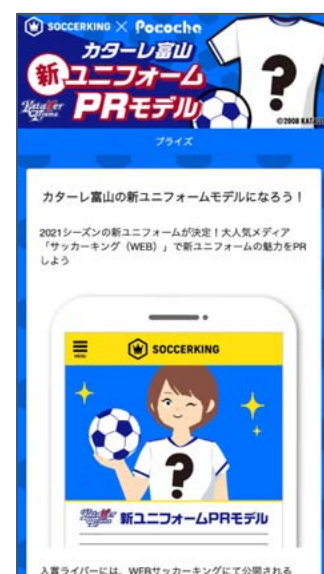 SOCCERKING × Pococha
カターレ富山
新ユニフォーム
PRモデル
Kataller Toyama
?
©2008 KATA
プライズ
カターレ富山の新ユニフォームモデルになろう！
2021シーズンの新ユニフォームが決定！大人気メディア
「サッカーキング（WEB）」で新ユニフォームの魅力をPR
しよう
MENU
SOCCERKING
?
Kataller Toyama
新ユニフォームPRモデル
入賞ライバーには、WEBサッカーキングにて公開される